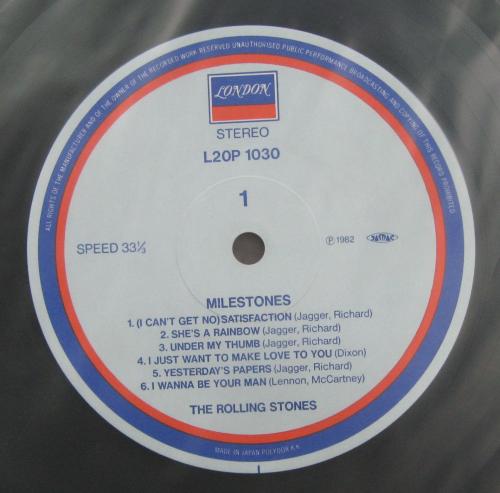 ALL RIGHTS OF THE MANUFACTURER AND OF THE OWNER OF THE RECORDED WORK RESERVED UNAUTHORISED PUBLIC PERFORMANCE BROADCASTING AND COPYING OF THIS RECORD PROHIBITED
LONDON
STEREO
L20P 1030
1
SPEED 33⅓
℗ 1982
JASRAC
MILESTONES
1. (I CAN'T GET NO) SATISFACTION (Jagger, Richard)
2. SHE'S A RAINBOW (Jagger, Richard)
3. UNDER MY THUMB (Jagger, Richard)
4. I JUST WANT TO MAKE LOVE TO YOU (Dixon)
5. YESTERDAY'S PAPERS (Jagger, Richard)
6. I WANNA BE YOUR MAN (Lennon, McCartney)
THE ROLLING STONES
MADE IN JAPAN POLYDOR K.K.